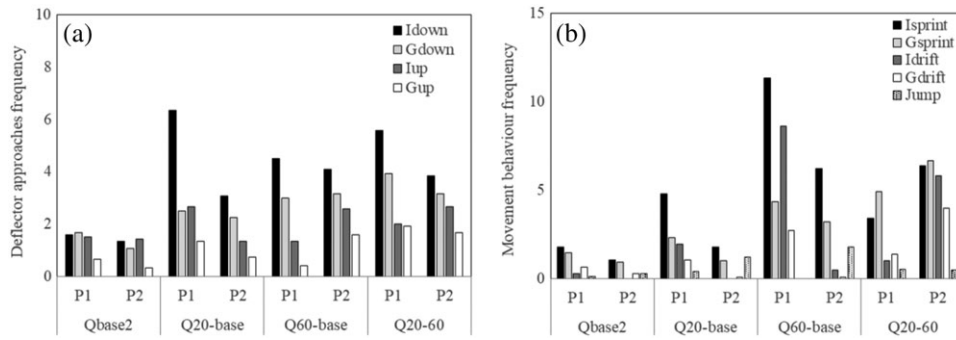 (a)
Deflector approaches frequency
10
8
6
4
2
0
Idown
Gdown
Iup
Gup
P1 P2 P1 P2 P1 P2 P1 P2
Qbase2 Q20-base Q60-base Q20-60
(b)
Movement behaviour frequency
15
10
5
0
Isprint
Gsprint
Idrift
Gdrift
Jump
P1 P2 P1 P2 P1 P2 P1 P2
Qbase2 Q20-base Q60-base Q20-60